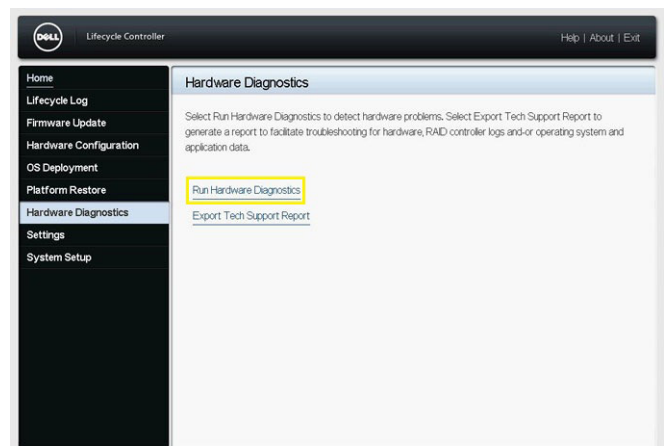 DELL
Lifecycle Controller
Help | About | Exit
Home
Lifecycle Log
Firmware Update
Hardware Configuration
OS Deployment
Platform Restore
Hardware Diagnostics
Settings
System Setup
Hardware Diagnostics
Select Run Hardware Diagnostics to detect hardware problems. Select Export Tech Support Report to
generate a report to facilitate troubleshooting for hardware, RAID controller logs and-or operating system and
application data.
Run Hardware Diagnostics
Export Tech Support Report